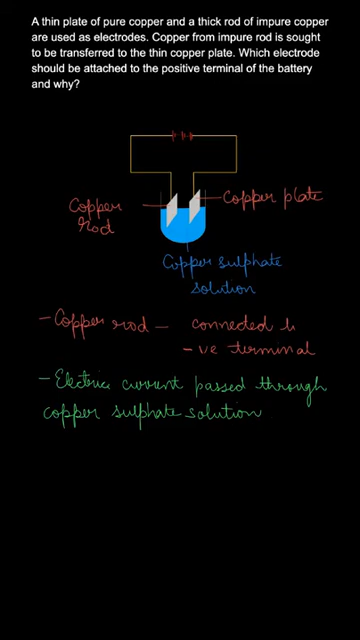 A thin plate of pure copper and a thick rod of impure copper
are used as electrodes. Copper from impure rod is sought
to be transferred to the thin copper plate. Which electrode
should be attached to the positive terminal of the battery
and why?
Copper
rod
Copper plate
Copper sulphate
solution
- Copper rod - connected
-ve terminal
- Electric current passed through
copper sulphate solution